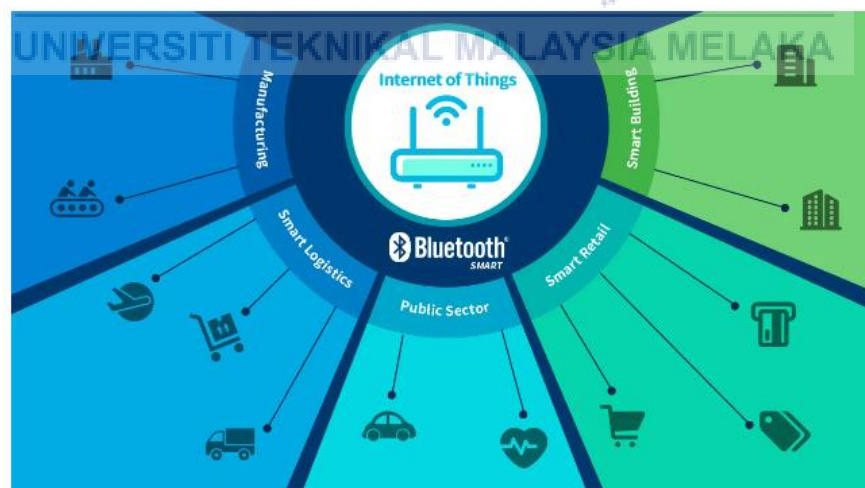 UNIVERSITI TEKNIKAL MALAYSIA MELAKA
Internet of Things
Manufacturing
Smart Building
Smart Logistics
Bluetooth®
SMART
Smart Retail
Public Sector